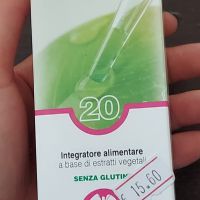 20
Integratore alimentare
a base di estratti vegetali
SENZA GLUTINE
€ 15.60